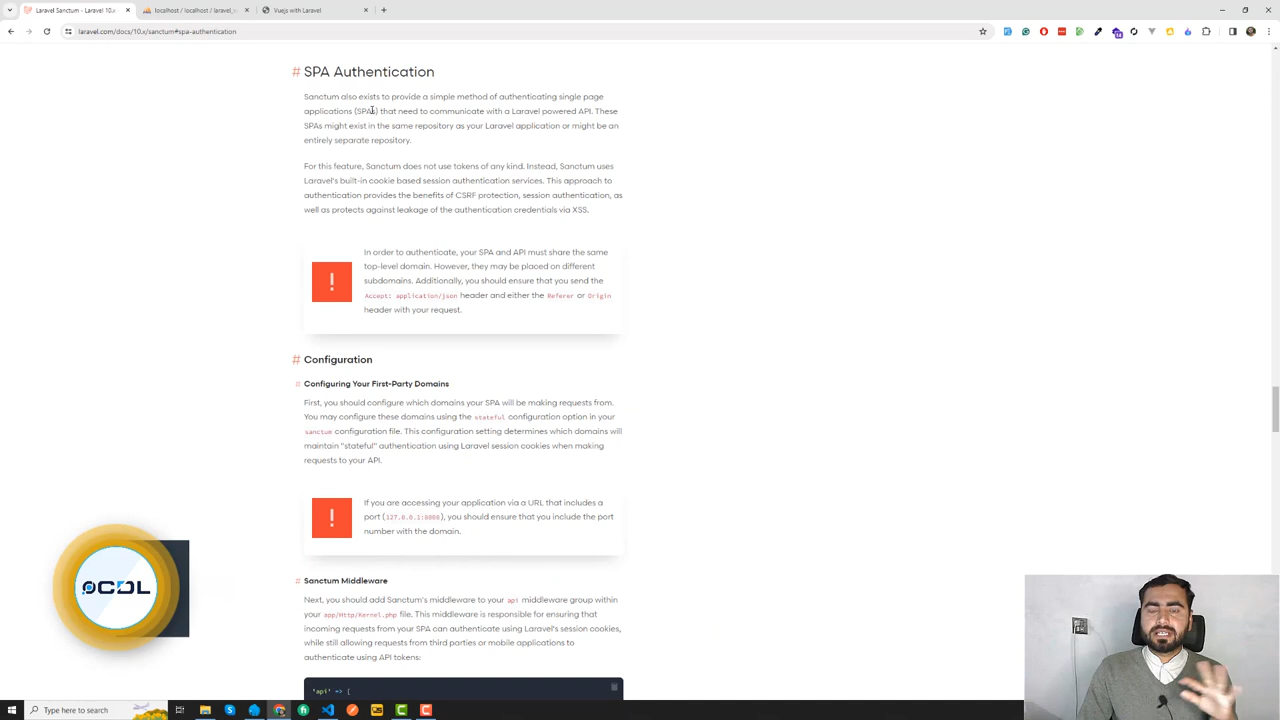 Laravel Sanctum - Laravel 10.x
localhost / localhost / laravel_v
Vuejs with Laravel
laravel.com/docs/10.x/sanctum#spa-authentication
# SPA Authentication
Sanctum also exists to provide a simple method of authenticating single page
applications (SPAs) that need to communicate with a Laravel powered API. These
SPAs might exist in the same repository as your Laravel application or might be an
entirely separate repository.
For this feature, Sanctum does not use tokens of any kind. Instead, Sanctum uses
Laravel's built-in cookie based session authentication services. This approach to
authentication provides the benefits of CSRF protection, session authentication, as
well as protects against leakage of the authentication credentials via XSS.
!
In order to authenticate, your SPA and API must share the same
top-level domain. However, they may be placed on different
subdomains. Additionally, you should ensure that you send the
Accept: application/json header and either the Referer or Origin
header with your request.
# Configuration
# Configuring Your First-Party Domains
First, you should configure which domains your SPA will be making requests from.
You may configure these domains using the stateful configuration option in your
sanctum configuration file. This configuration setting determines which domains will
maintain "stateful" authentication using Laravel session cookies when making
requests to your API.
!
If you are accessing your application via a URL that includes a
port (127.0.0.1:8000), you should ensure that you include the port
number with the domain.
# Sanctum Middleware
Next, you should add Sanctum's middleware to your api middleware group within
your app/Http/Kernel.php file. This middleware is responsible for ensuring that
incoming requests from your SPA can authenticate using Laravel's session cookies,
while still allowing requests from third parties or mobile applications to
authenticate using API tokens:
'api' => [
Type here to search